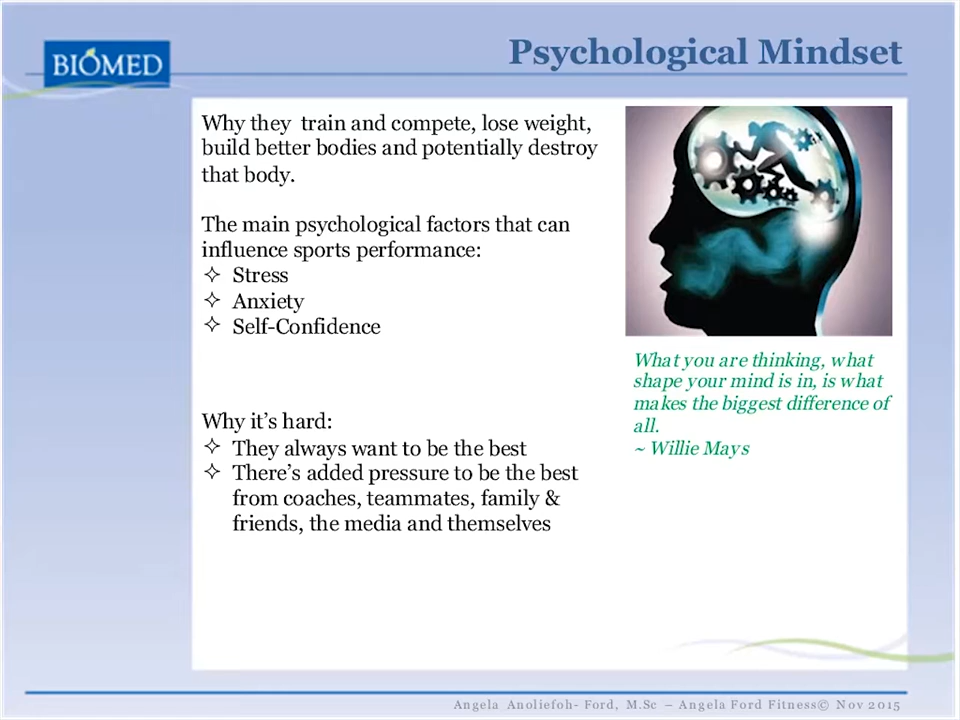 BIOMED
Psychological Mindset
Why they train and compete, lose weight,
build better bodies and potentially destroy
that body.
The main psychological factors that can
influence sports performance:
✧ Stress
✧ Anxiety
✧ Self-Confidence
Why it's hard:
✧ They always want to be the best
✧ There's added pressure to be the best
from coaches, teammates, family &
friends, the media and themselves
What you are thinking, what
shape your mind is in, is what
makes the biggest difference of
all.
~ Willie Mays
Angela Anoliefoh- Ford, M.Sc – Angela Ford Fitness© Nov 2015